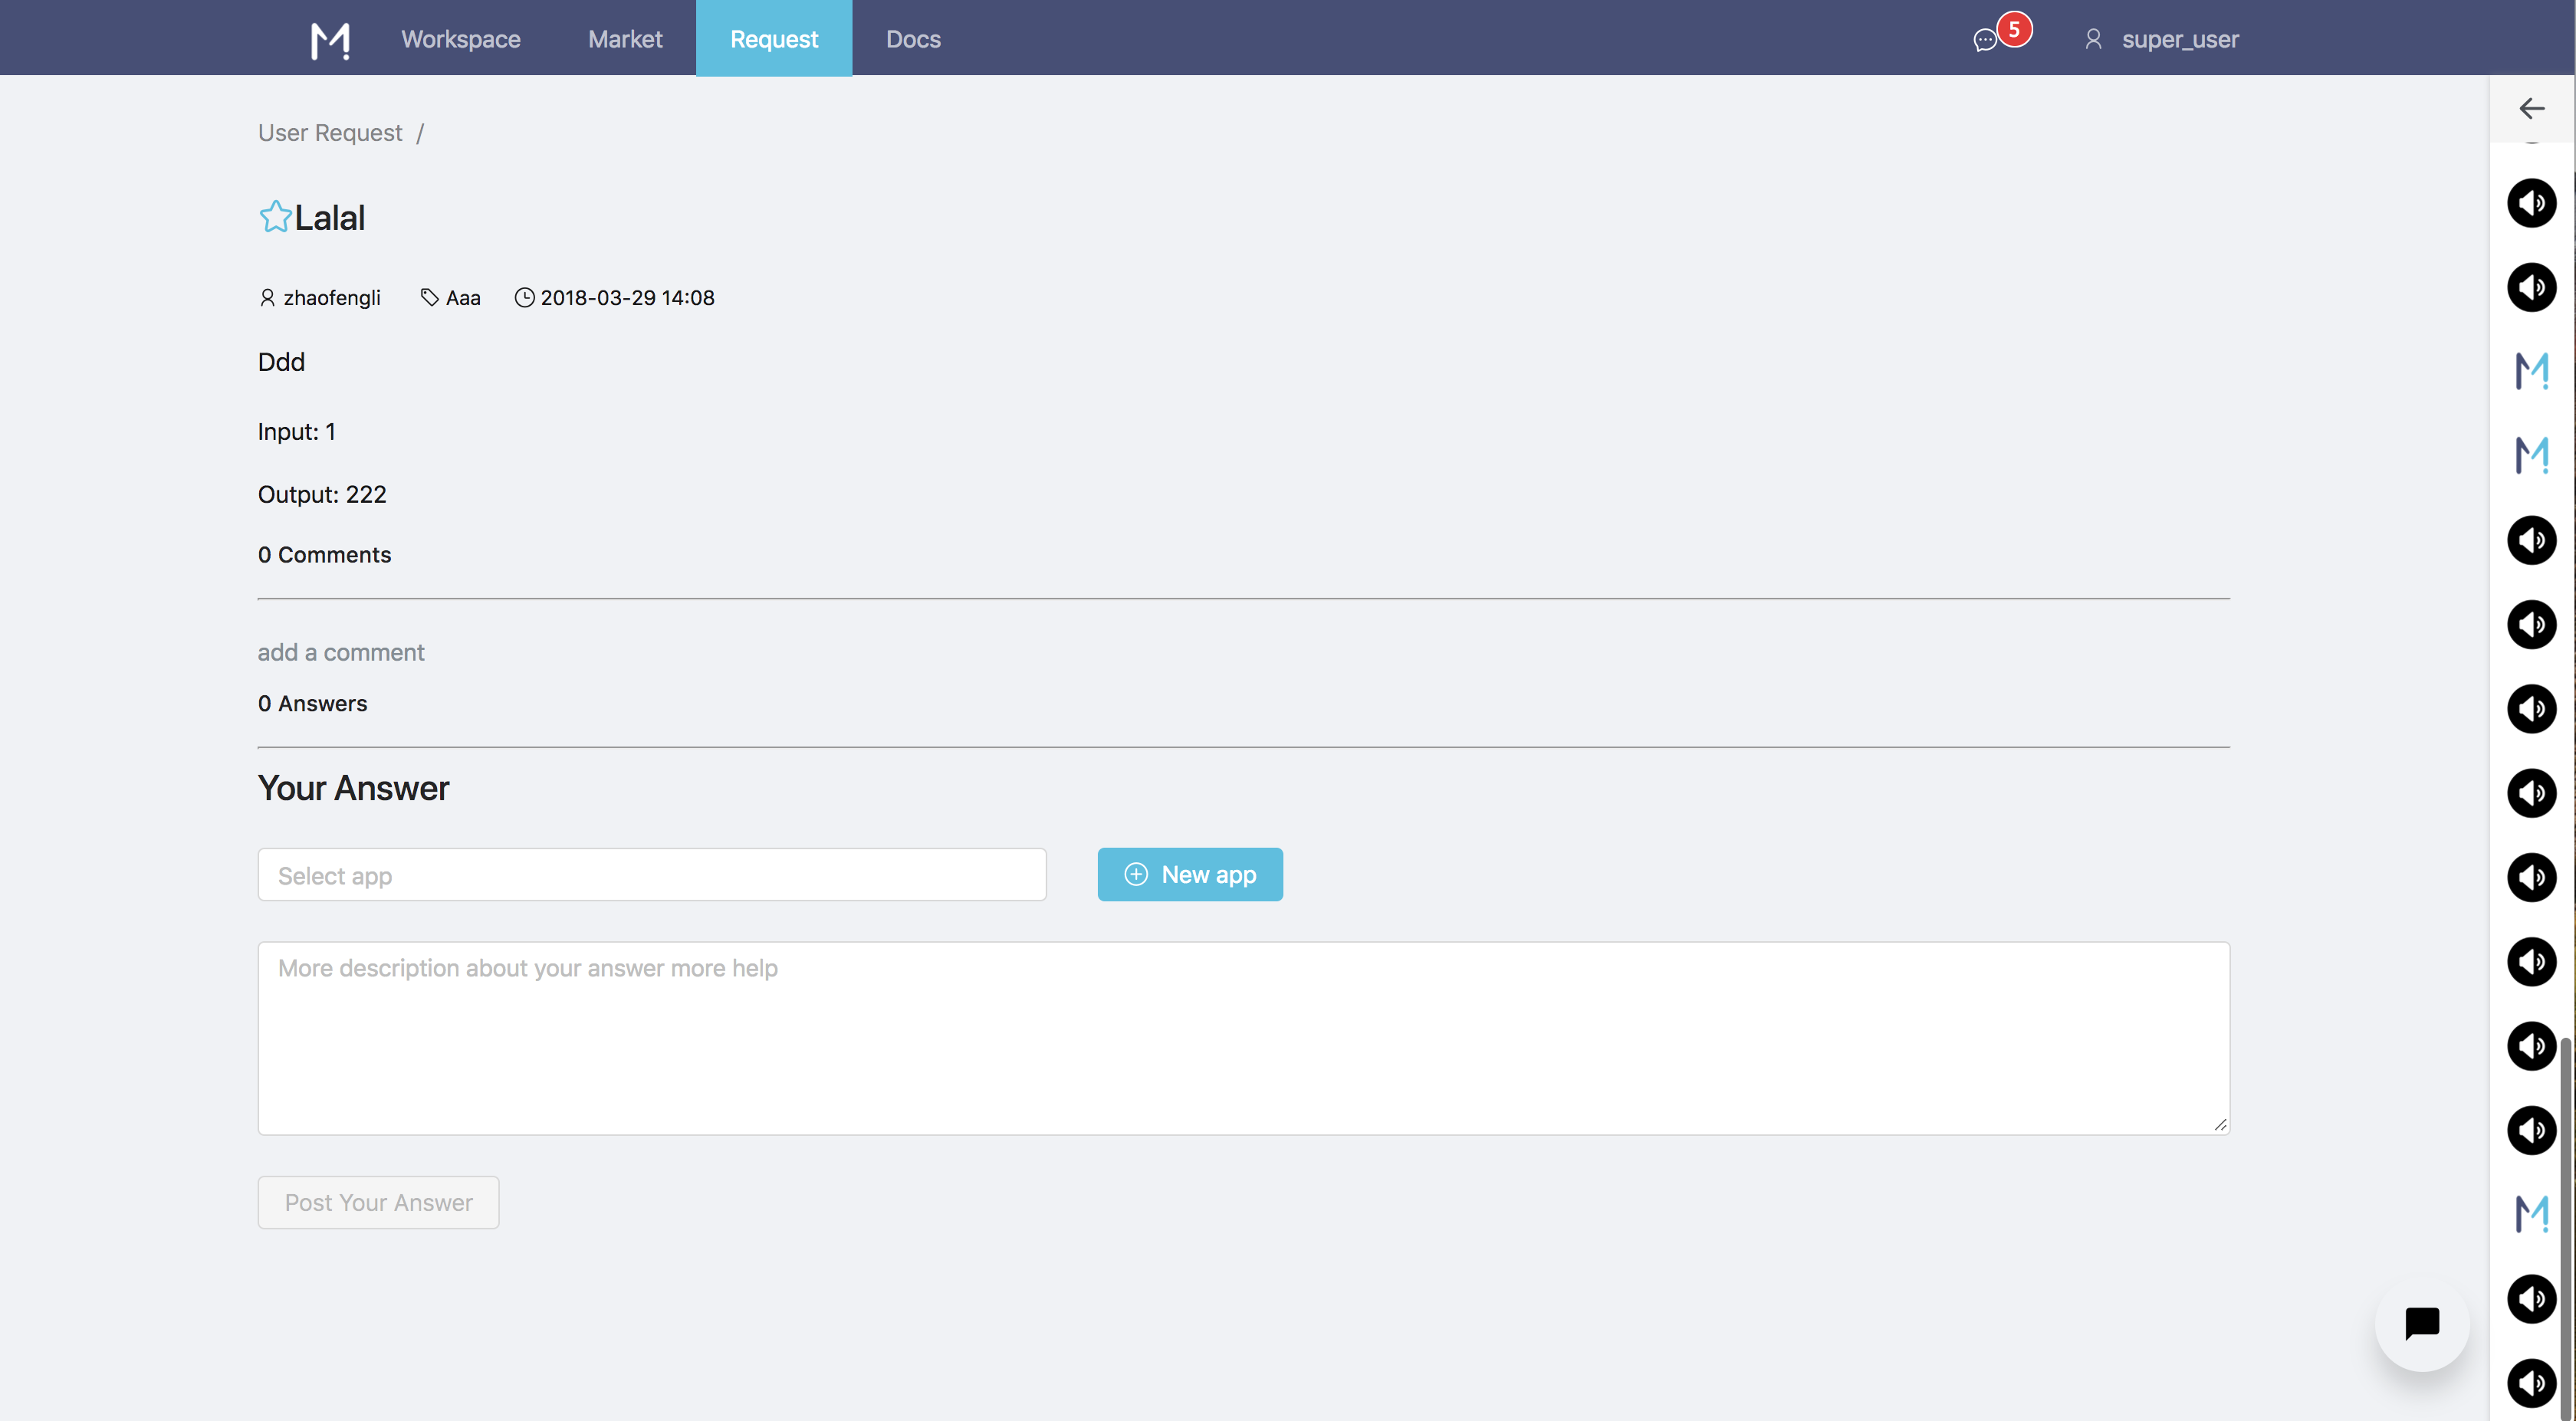 Workspace Market Request Docs 5 super_user
User Request /
Lalal
zhaofengli Aaa 2018-03-29 14:08
Ddd
Input: 1
Output: 222
0 Comments
add a comment
0 Answers
Your Answer
Select app New app
More description about your answer more help
Post Your Answer